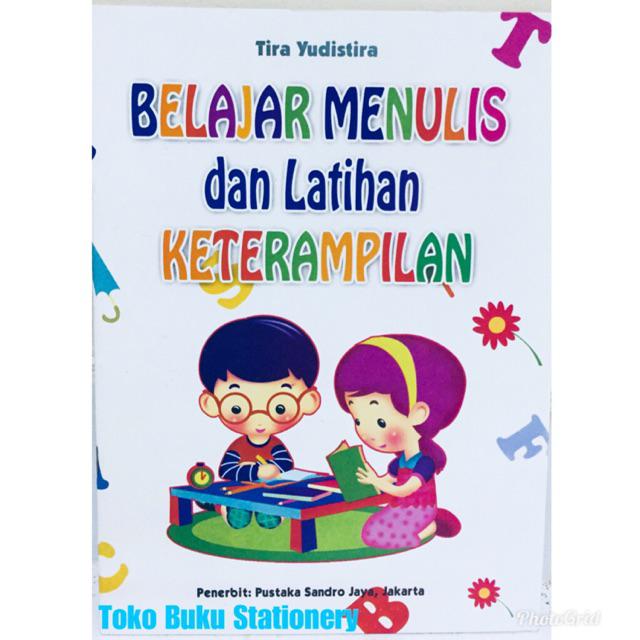 Tira Yudistira
BELAJAR MENULIS
dan Latihan
KETERAMPILAN
Penerbit: Pustaka Sandro Jaya, Jakarta
Toko Buku Stationery
PhotoGrid